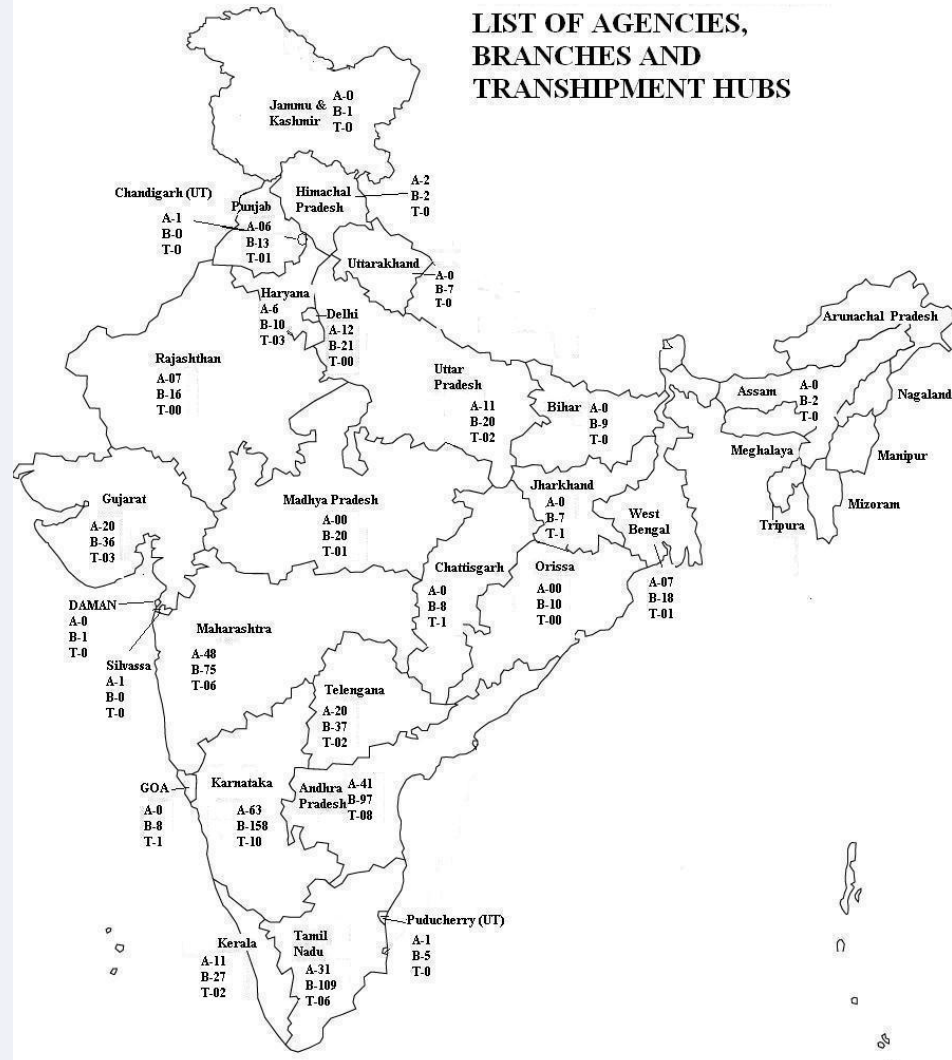 LIST OF AGENCIES,
BRANCHES AND
TRANSHIPMENT HUBS
Jammu &
Kashmir
A-0
B-1
T-0
Chandigarh (UT)
A-1
B-0
T-0
Punjab
A-06
B-13
T-01
Himachal
Pradesh
A-2
B-2
T-0
Uttarakhand
A-0
B-7
T-0
Haryana
A-6
B-10
T-03
Delhi
A-12
B-21
T-00
Rajashthan
A-07
B-16
T-00
Uttar
Pradesh
A-11
B-20
T-02
Bihar
A-0
B-9
T-0
Arunachal Pradesh
Assam
A-0
B-2
T-0
Nagaland
Meghalaya
Manipur
Tripura
Mizoram
Gujarat
A-20
B-36
T-03
Madhya Pradesh
A-00
B-20
T-01
Jharkhand
A-0
B-7
T-1
West
Bengal
A-07
B-18
T-01
Chattisgarh
A-0
B-8
T-1
Orissa
A-00
B-10
T-00
DAMAN
A-0
B-1
T-0
Silvassa
A-1
B-0
T-0
Maharashtra
A-48
B-75
T-06
Telengana
A-20
B-37
T-02
GOA
A-0
B-8
T-1
Karnataka
A-63
B-158
T-10
Andhra
Pradesh
A-41
B-97
T-08
Kerala
A-11
B-27
T-02
Tamil
Nadu
A-31
B-109
T-06
Puducherry (UT)
A-1
B-5
T-0